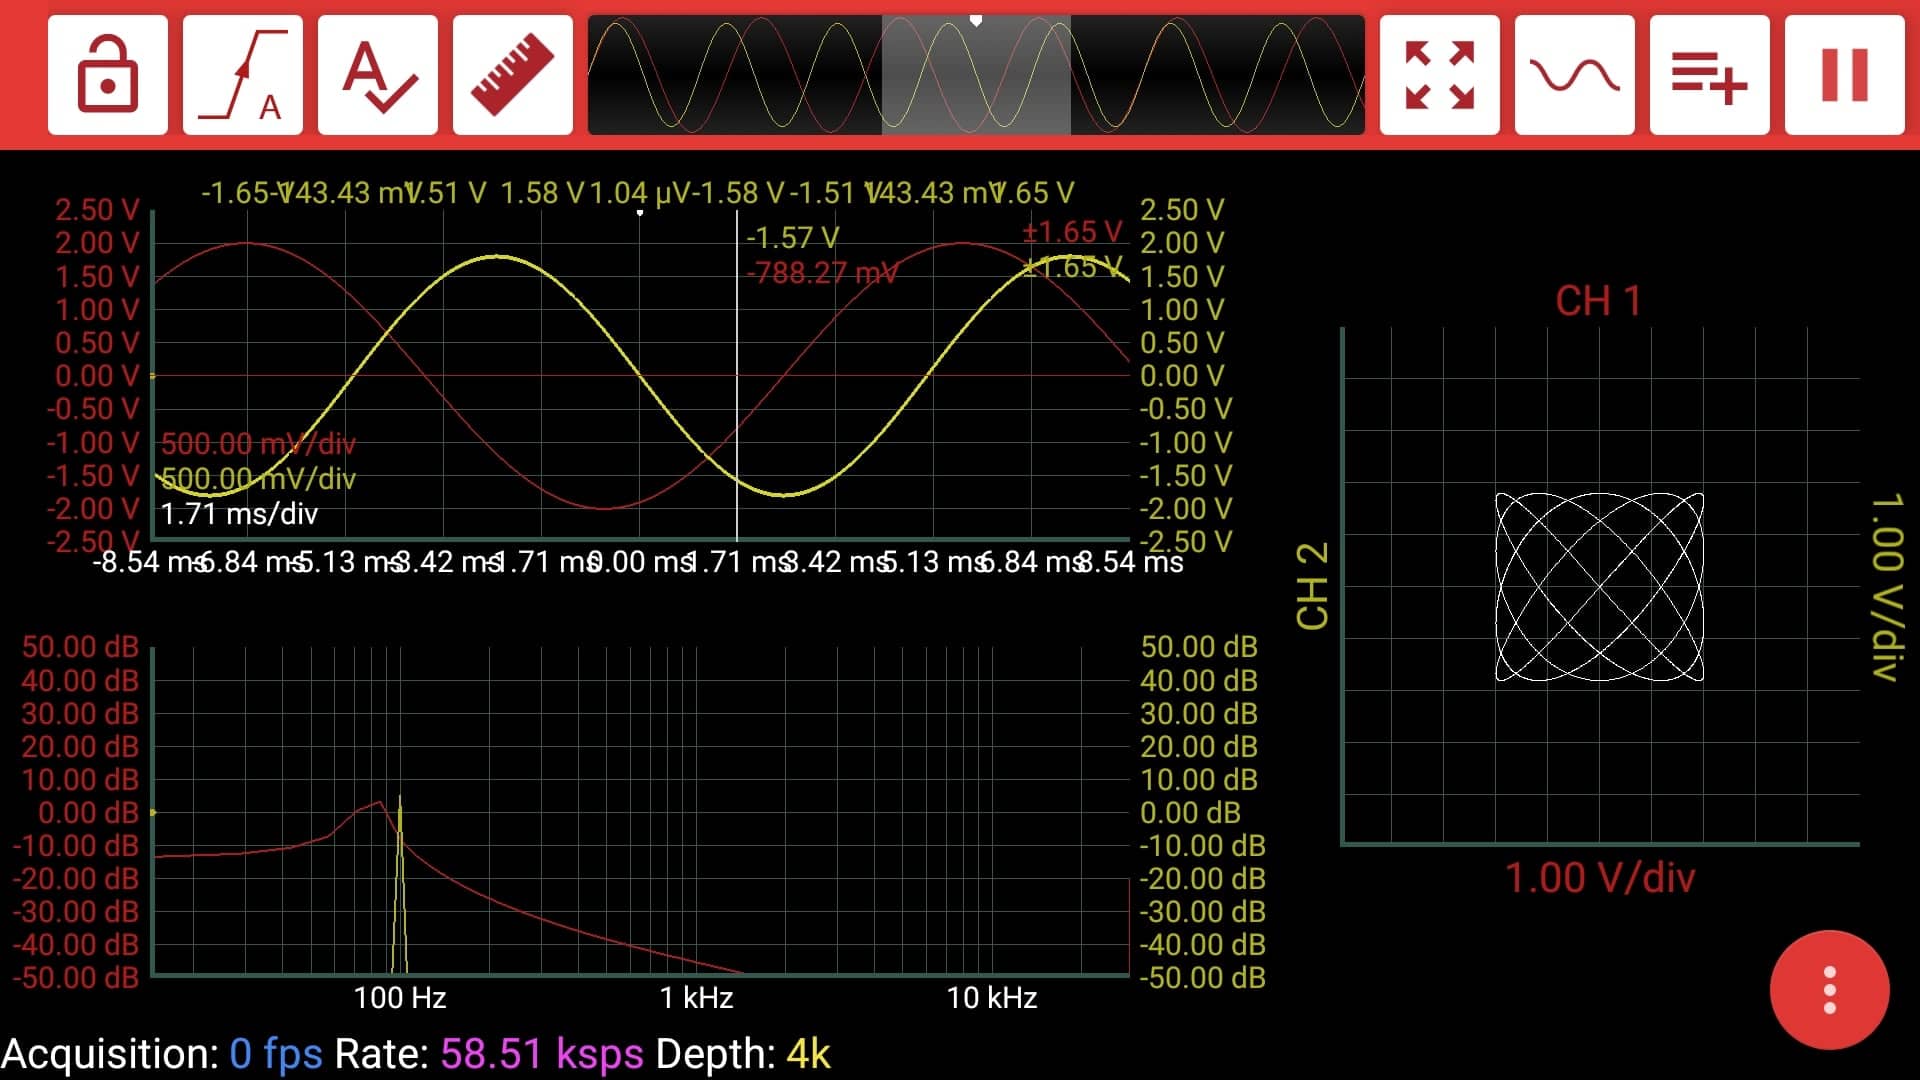 A
A
-1.65 V -143.43 mV 1.51 V 1.58 V 1.04 µV -1.58 V -1.51 V 143.43 mV 1.65 V
2.50 V 2.50 V
2.00 V -1.57 V ±1.65 V 2.00 V
1.50 V -788.27 mV ±1.65 V 1.50 V
1.00 V 1.00 V
0.50 V 0.50 V
0.00 V 0.00 V
-0.50 V -0.50 V
-1.00 V 500.00 mV/div -1.00 V
-1.50 V 500.00 mV/div -1.50 V
-2.00 V 1.71 ms/div -2.00 V
-2.50 V -2.50 V
-8.54 ms -6.84 ms -5.13 ms -3.42 ms -1.71 ms 0.00 ms 1.71 ms 3.42 ms 5.13 ms 6.84 ms 8.54 ms
CH 1
CH 2
1.00 V/div
1.00 V/div
50.00 dB 50.00 dB
40.00 dB 40.00 dB
30.00 dB 30.00 dB
20.00 dB 20.00 dB
10.00 dB 10.00 dB
0.00 dB 0.00 dB
-10.00 dB -10.00 dB
-20.00 dB -20.00 dB
-30.00 dB -30.00 dB
-40.00 dB -40.00 dB
-50.00 dB -50.00 dB
100 Hz 1 kHz 10 kHz
Acquisition: 0 fps Rate: 58.51 ksps Depth: 4k